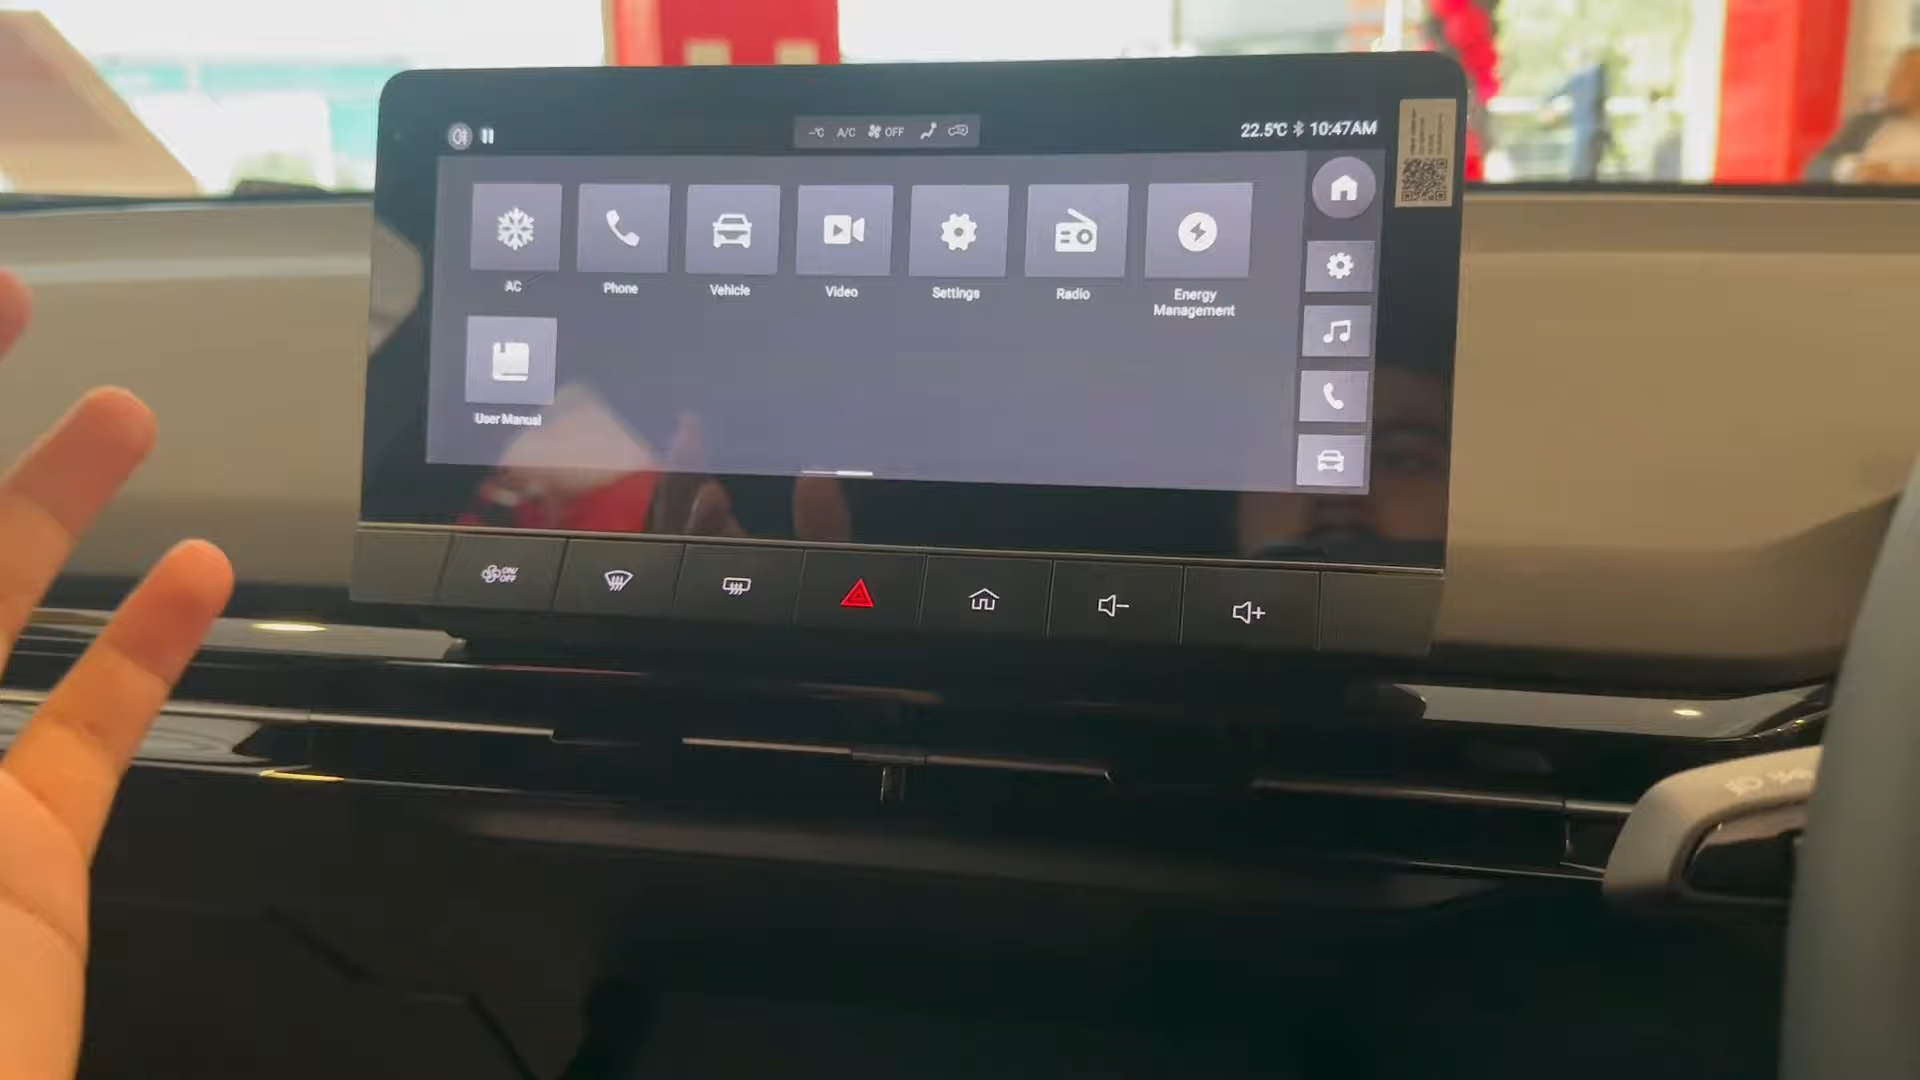 -°C A/C OFF
22.5°C 10:47AM
AC
Phone
Vehicle
Video
Settings
Radio
Energy
Management
User Manual
ON/
OFF